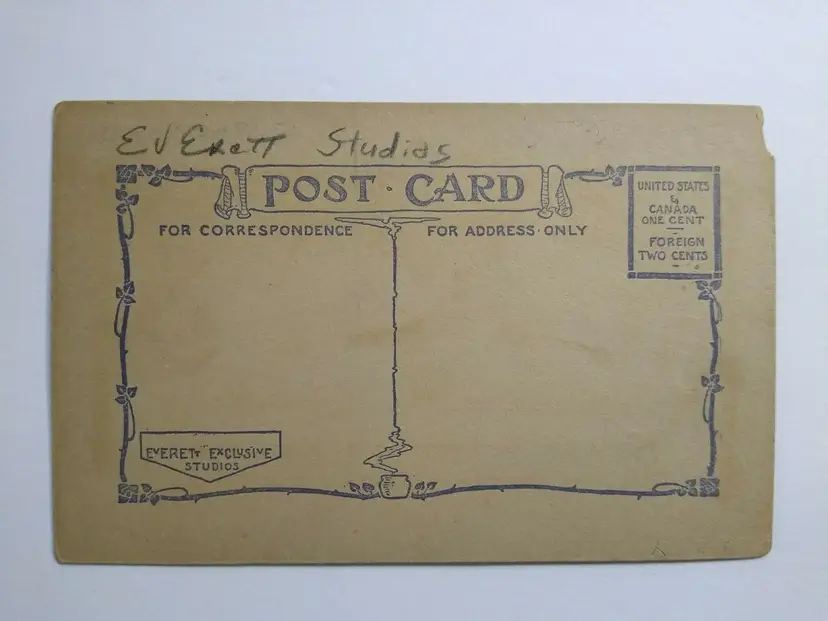 EvErett Studios
POST · CARD
FOR CORRESPONDENCE
FOR ADDRESS · ONLY
UNITED STATES
&
CANADA
ONE CENT
—
FOREIGN
TWO CENTS
—
EVERETT EXCLUSIVE
STUDIOS